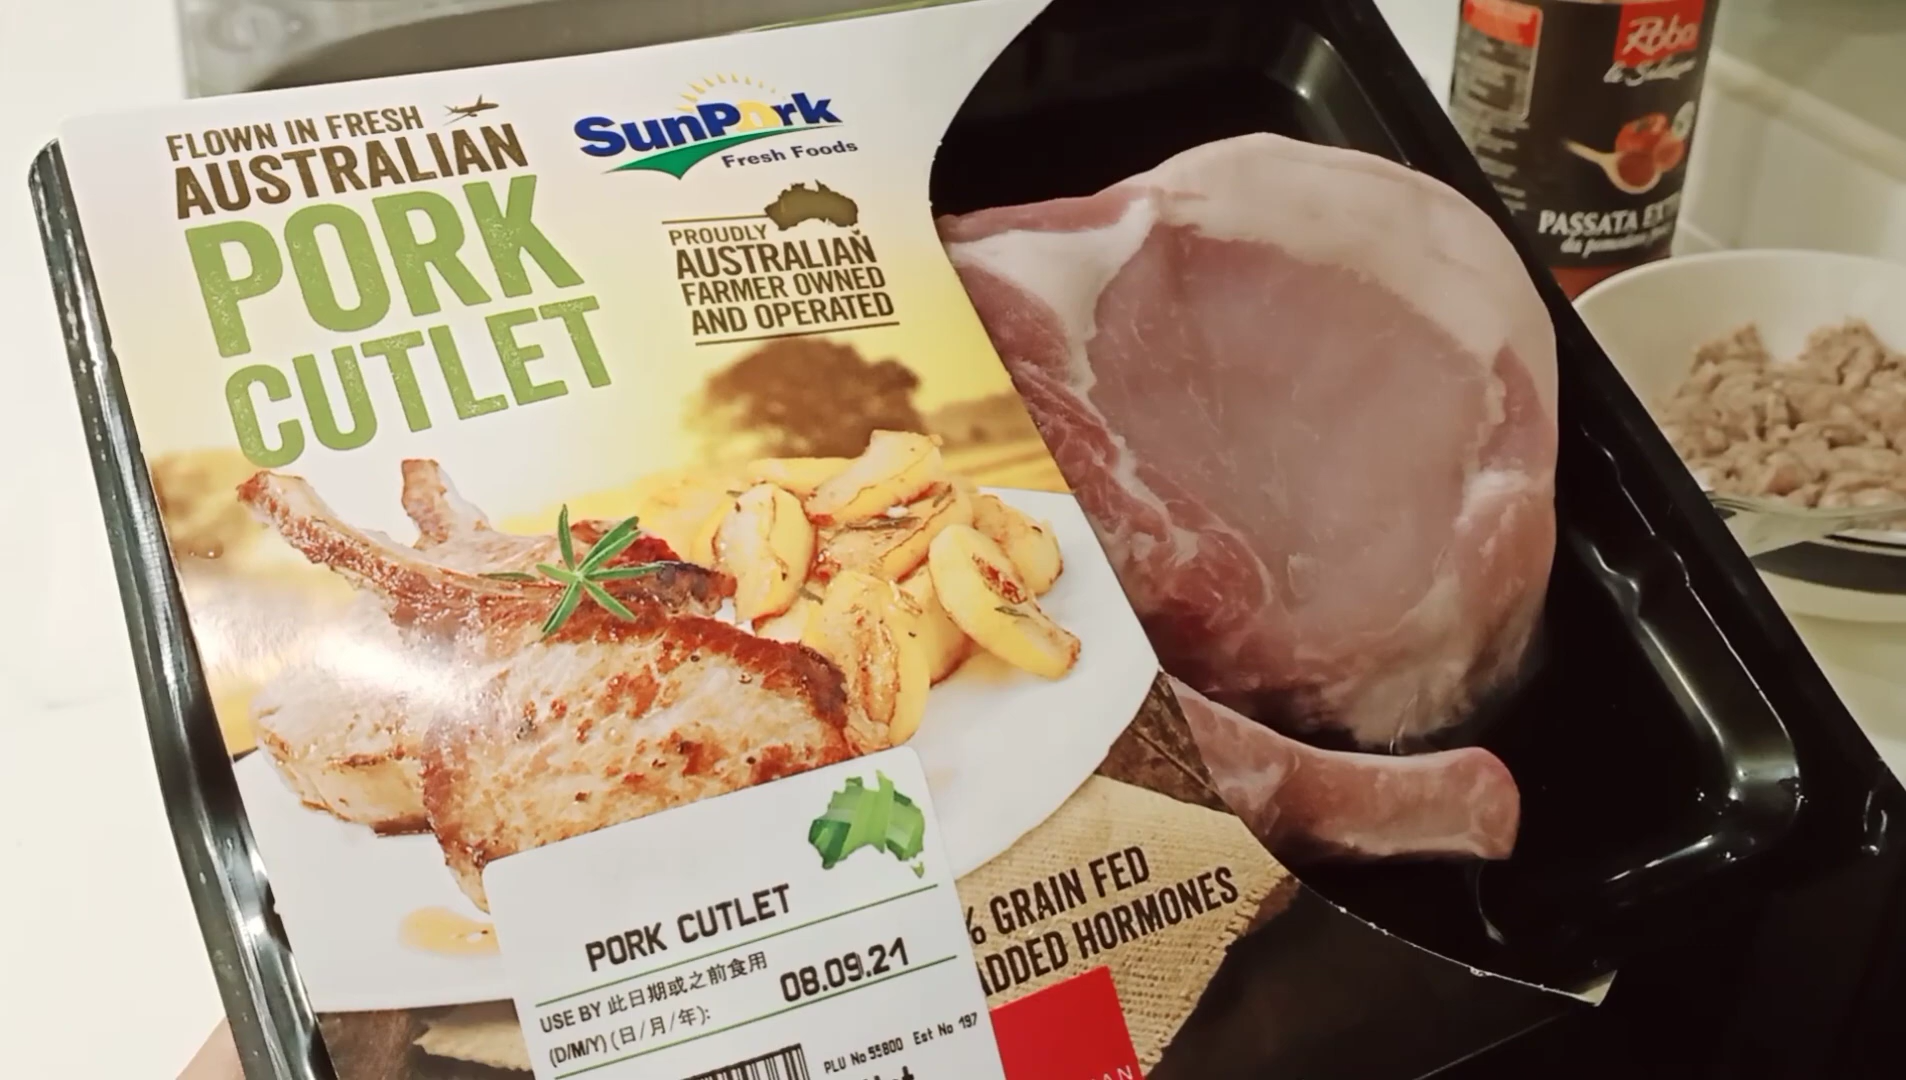 FLOWN IN FRESH
AUSTRALIAN
PORK
CUTLET
SunPork
Fresh Foods
PROUDLY
AUSTRALIAN
FARMER OWNED
AND OPERATED
% GRAIN FED
ADDED HORMONES
PORK CUTLET
USE BY 此日期或之前食用
(D/M/Y) (日/月/年):
08.09.21
PLU No 55800 Est No 197
PASSATA